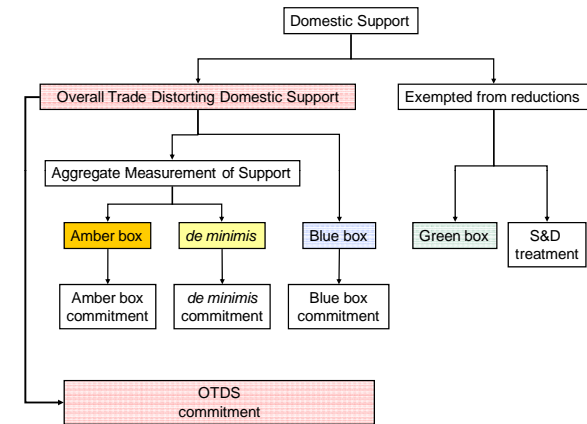 Domestic Support
Overall Trade Distorting Domestic Support
Exempted from reductions
Aggregate Measurement of Support
Amber box
de minimis
Blue box
Green box
S&D
treatment
Amber box
commitment
de minimis
commitment
Blue box
commitment
OTDS
commitment